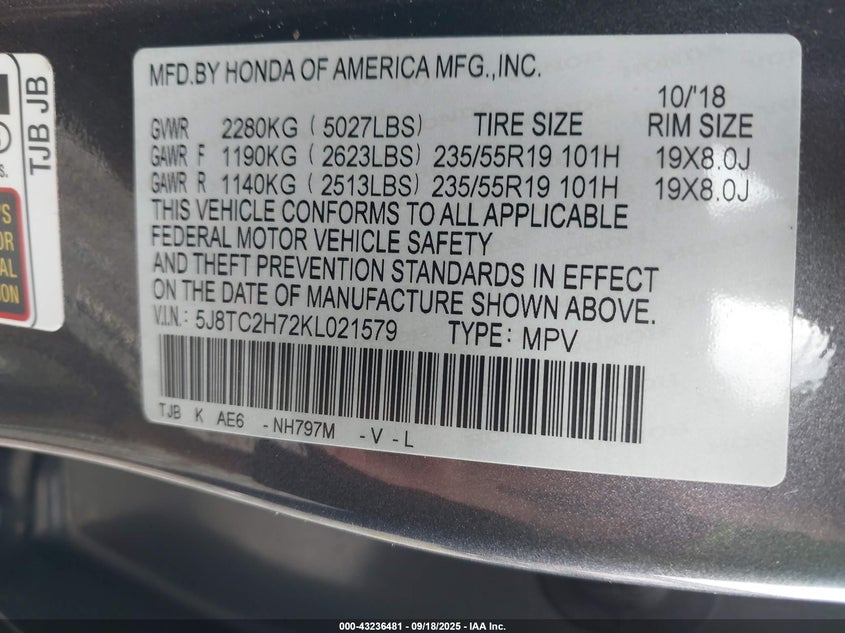 TJB JB
S.
'S
OR
AL
ION
MFD.BY HONDA OF AMERICA MFG.,INC.
10/'18
GVWR 2280KG (5027LBS) TIRE SIZE RIM SIZE
GAWR F 1190KG (2623LBS) 235/55R19 101H 19X8.0J
GAWR R 1140KG (2513LBS) 235/55R19 101H 19X8.0J
THIS VEHICLE CONFORMS TO ALL APPLICABLE
FEDERAL MOTOR VEHICLE SAFETY
AND THEFT PREVENTION STANDARDS IN EFFECT
ON THE DATE OF MANUFACTURE SHOWN ABOVE.
V.I.N.: 5J8TC2H72KL021579 TYPE: MPV
TJB K AE6 -NH797M -V -L
000-43236481 - 09/18/2025 - IAA Inc.